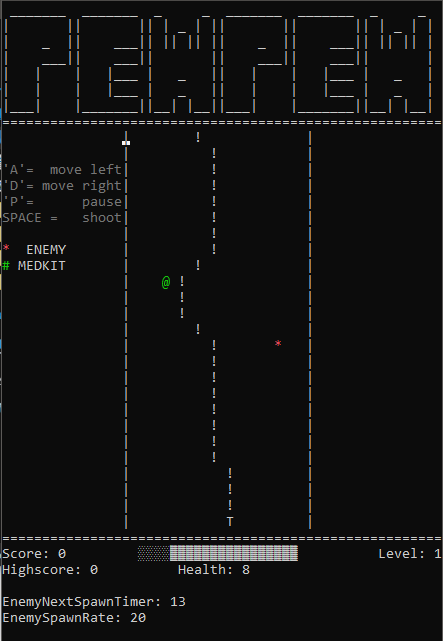 PEWPEW
'A'= move left
'D'= move right
'P'= pause
SPACE = shoot
* ENEMY
# MEDKIT
@
*
T
Score: 0 Level: 1
Highscore: 0 Health: 8
EnemyNextSpawnTimer: 13
EnemySpawnRate: 20